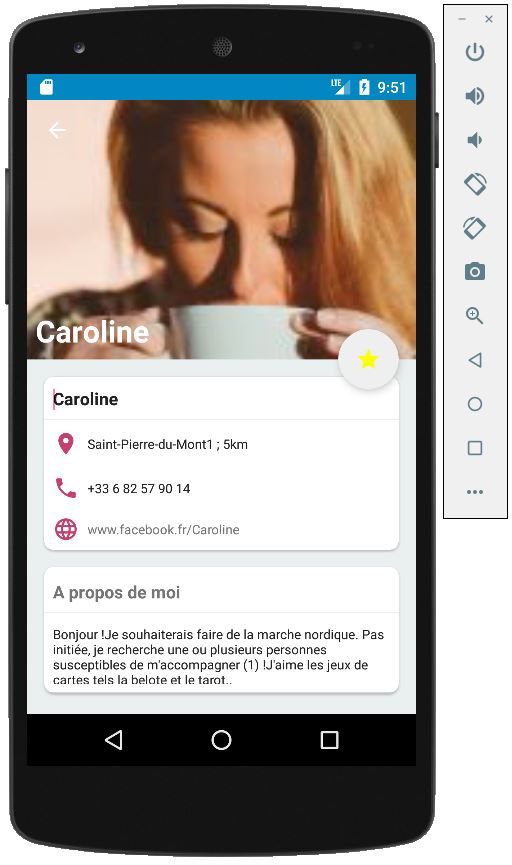 LTE 9:51
Caroline
Caroline
Saint-Pierre-du-Mont1 ; 5km
+33 6 82 57 90 14
www.facebook.fr/Caroline
A propos de moi
Bonjour !Je souhaiterais faire de la marche nordique. Pas
initiée, je recherche une ou plusieurs personnes
susceptibles de m'accompagner (1) !J'aime les jeux de
cartes tels la belote et le tarot..